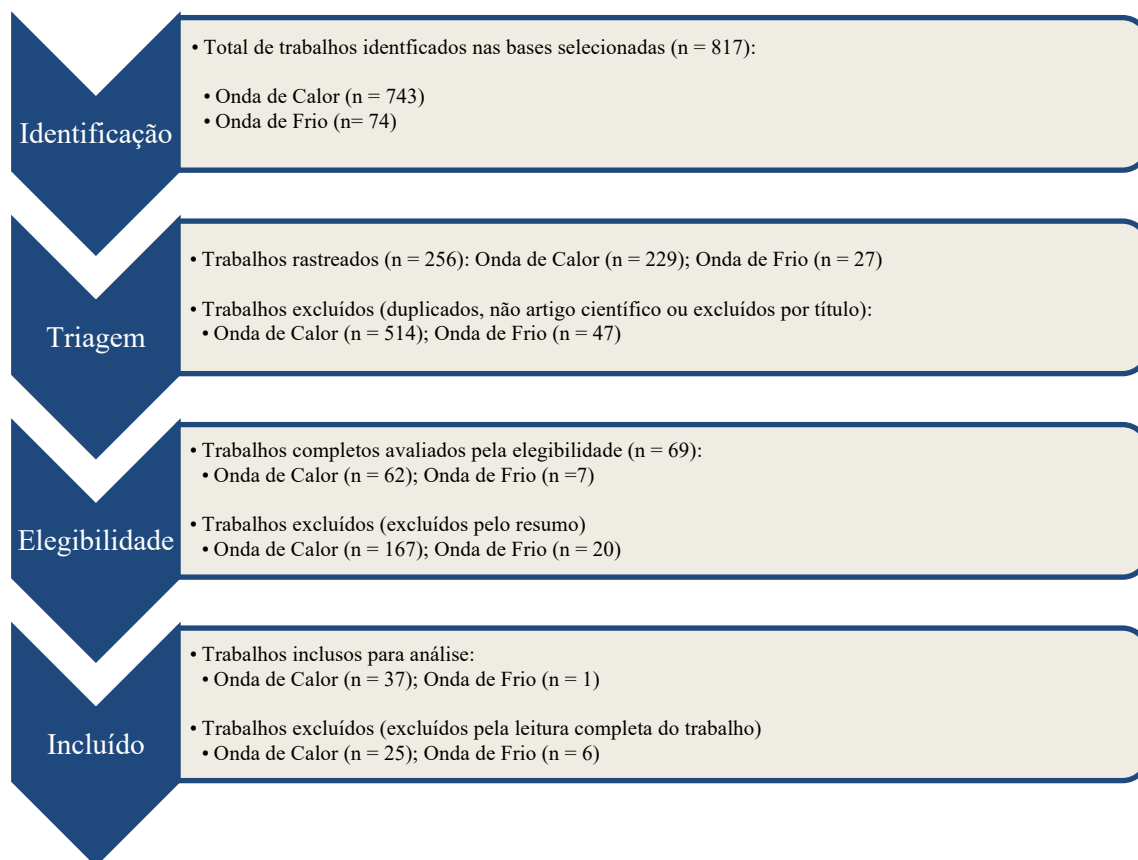 Identificação
• Total de trabalhos identficados nas bases selecionadas (n = 817):
• Onda de Calor (n = 743)
• Onda de Frio (n= 74)
Triagem
• Trabalhos rastreados (n = 256): Onda de Calor (n = 229); Onda de Frio (n = 27)
• Trabalhos excluídos (duplicados, não artigo científico ou excluídos por título):
• Onda de Calor (n = 514); Onda de Frio (n = 47)
Elegibilidade
• Trabalhos completos avaliados pela elegibilidade (n = 69):
• Onda de Calor (n = 62); Onda de Frio (n =7)
• Trabalhos excluídos (excluídos pelo resumo)
• Onda de Calor (n = 167); Onda de Frio (n = 20)
Incluído
• Trabalhos inclusos para análise:
• Onda de Calor (n = 37); Onda de Frio (n = 1)
• Trabalhos excluídos (excluídos pela leitura completa do trabalho)
• Onda de Calor (n = 25); Onda de Frio (n = 6)